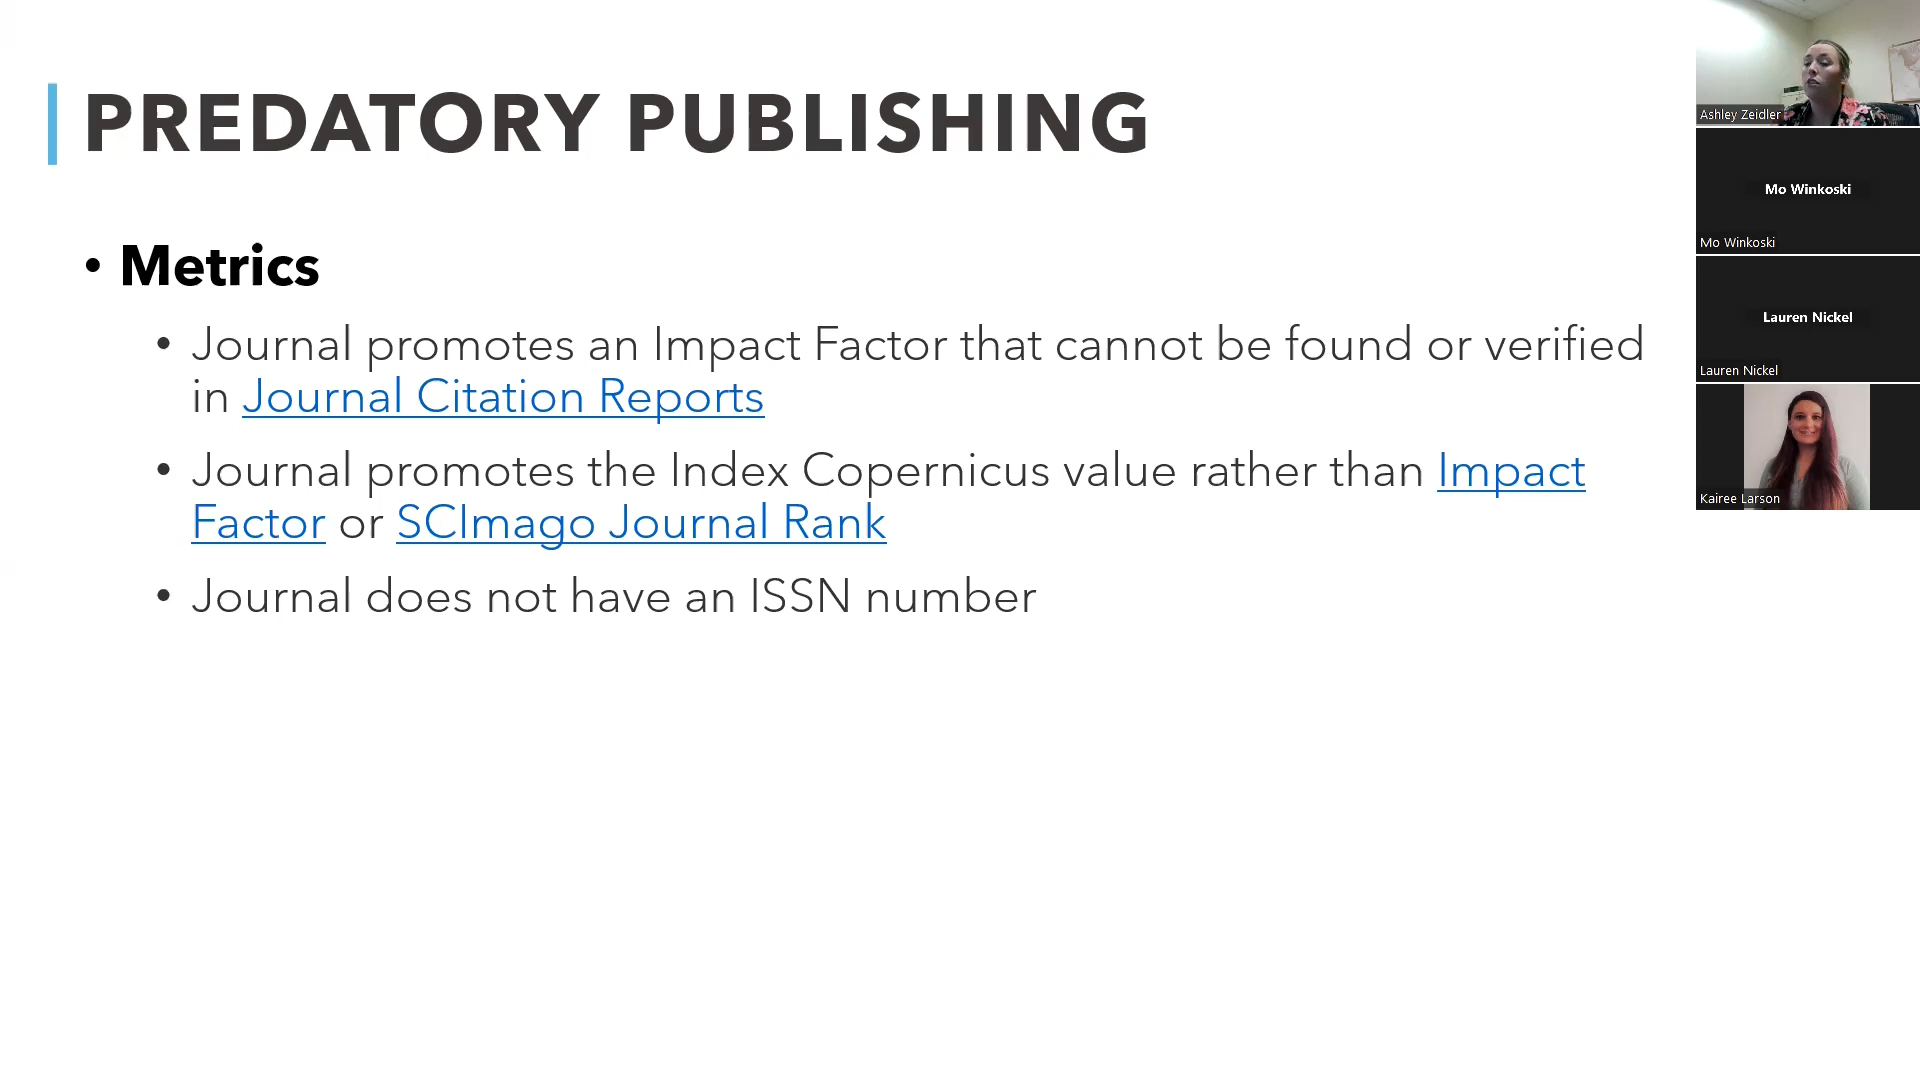 PREDATORY PUBLISHING
• Metrics
• Journal promotes an Impact Factor that cannot be found or verified
in Journal Citation Reports
• Journal promotes the Index Copernicus value rather than Impact
Factor or SCImago Journal Rank
• Journal does not have an ISSN number
Ashley Zeidler
Mo Winkoski
Mo Winkoski
Lauren Nickel
Lauren Nickel
Kairee Larson